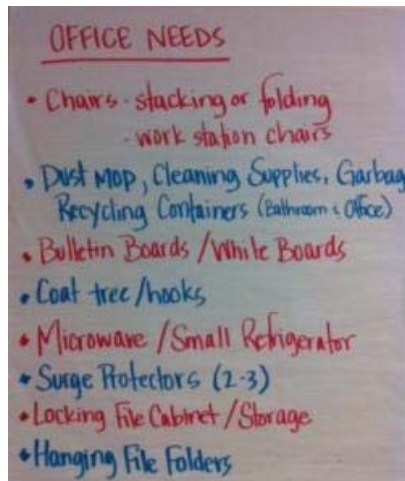 OFFICE NEEDS
• Chairs - stacking or folding
- work station chairs
• Dust Mop, Cleaning Supplies, Garbag
Recycling Containers (Bathroom & Office)
• Bulletin Boards / White Boards
• Coat tree / hooks
• Microwave / Small Refrigerator
• Surge Protectors (2-3)
• Locking File Cabinet / Storage
• Hanging File Folders